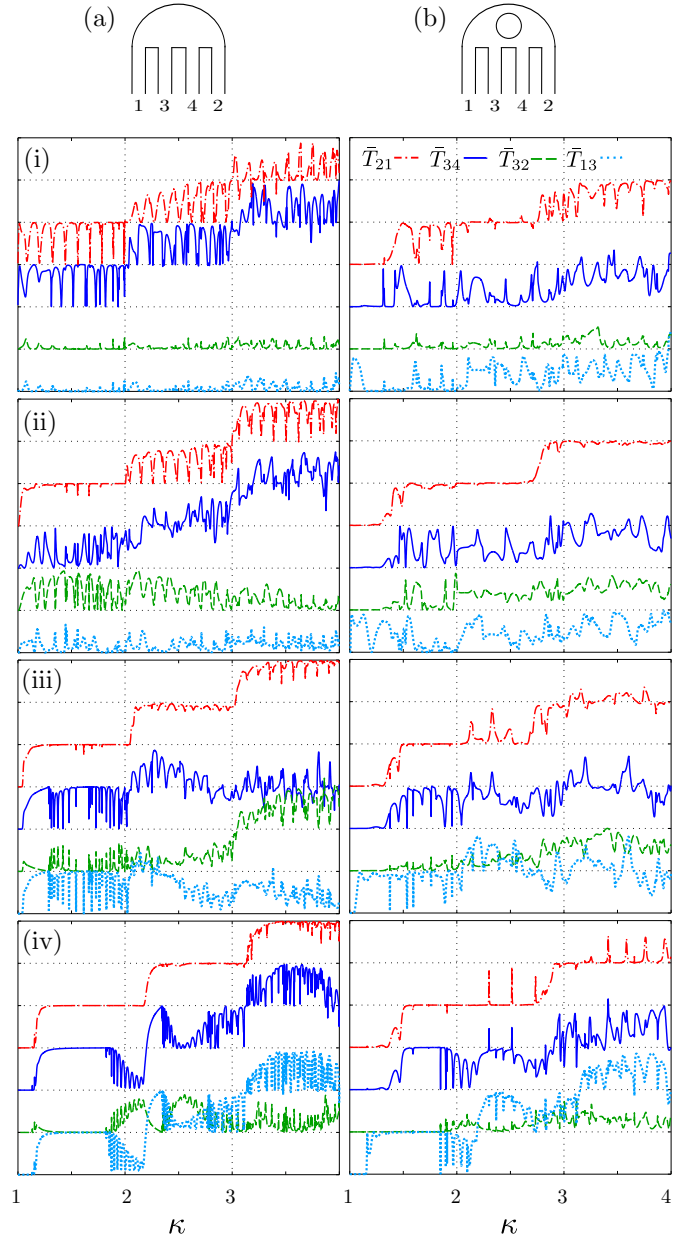 (a)
(b)
1 3 4 2
1 3 4 2
(i)
T̄21 T̄34 T̄32 T̄13
(ii)
(iii)
(iv)
1 2 3
1 2 3 4
κ
κ